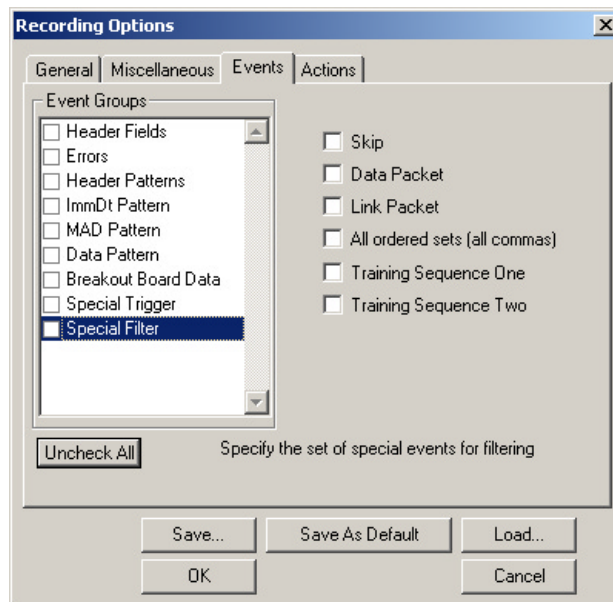 Recording Options
General Miscellaneous Events Actions
Event Groups
Header Fields
Errors
Header Patterns
ImmDt Pattern
MAD Pattern
Data Pattern
Breakout Board Data
Special Trigger
Special Filter
Skip
Data Packet
Link Packet
All ordered sets (all commas)
Training Sequence One
Training Sequence Two
Uncheck All
Specify the set of special events for filtering
Save... Save As Default Load...
OK Cancel